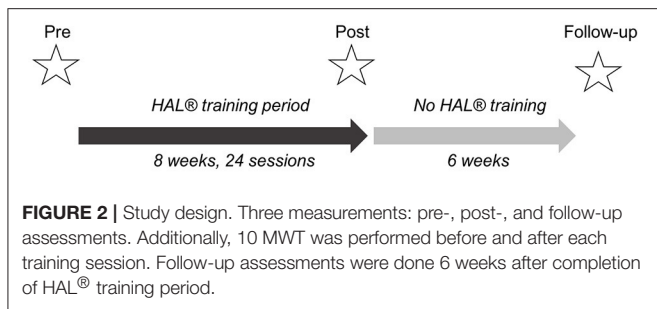 Pre Post Follow-up
HAL® training period No HAL® training
8 weeks, 24 sessions 6 weeks
FIGURE 2 | Study design. Three measurements: pre-, post-, and follow-up
assessments. Additionally, 10 MWT was performed before and after each
training session. Follow-up assessments were done 6 weeks after completion
of HAL® training period.